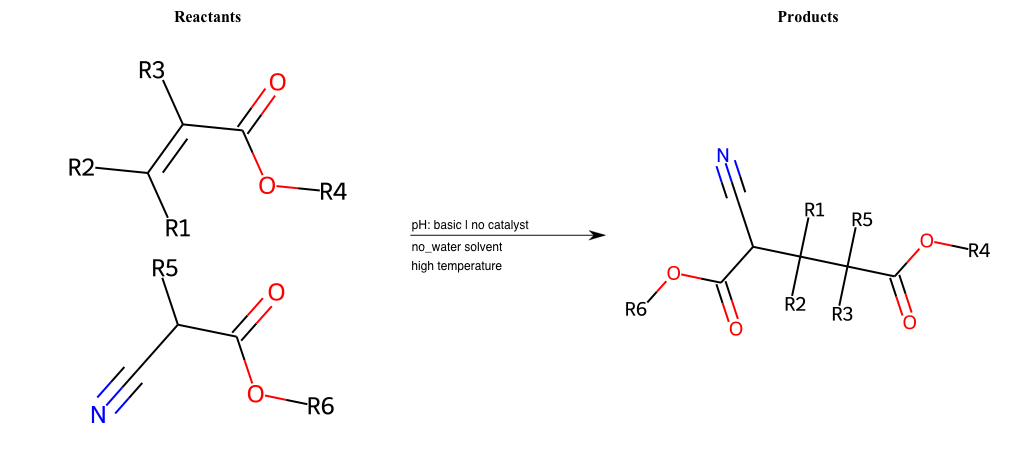 Reactants
Products
R3
O
R2
O
R4
R1
R5
O
N
O
R6
pH: basic | no catalyst
no_water solvent
high temperature
N
R1
R5
O
R4
O
R6
R2
R3
O
O